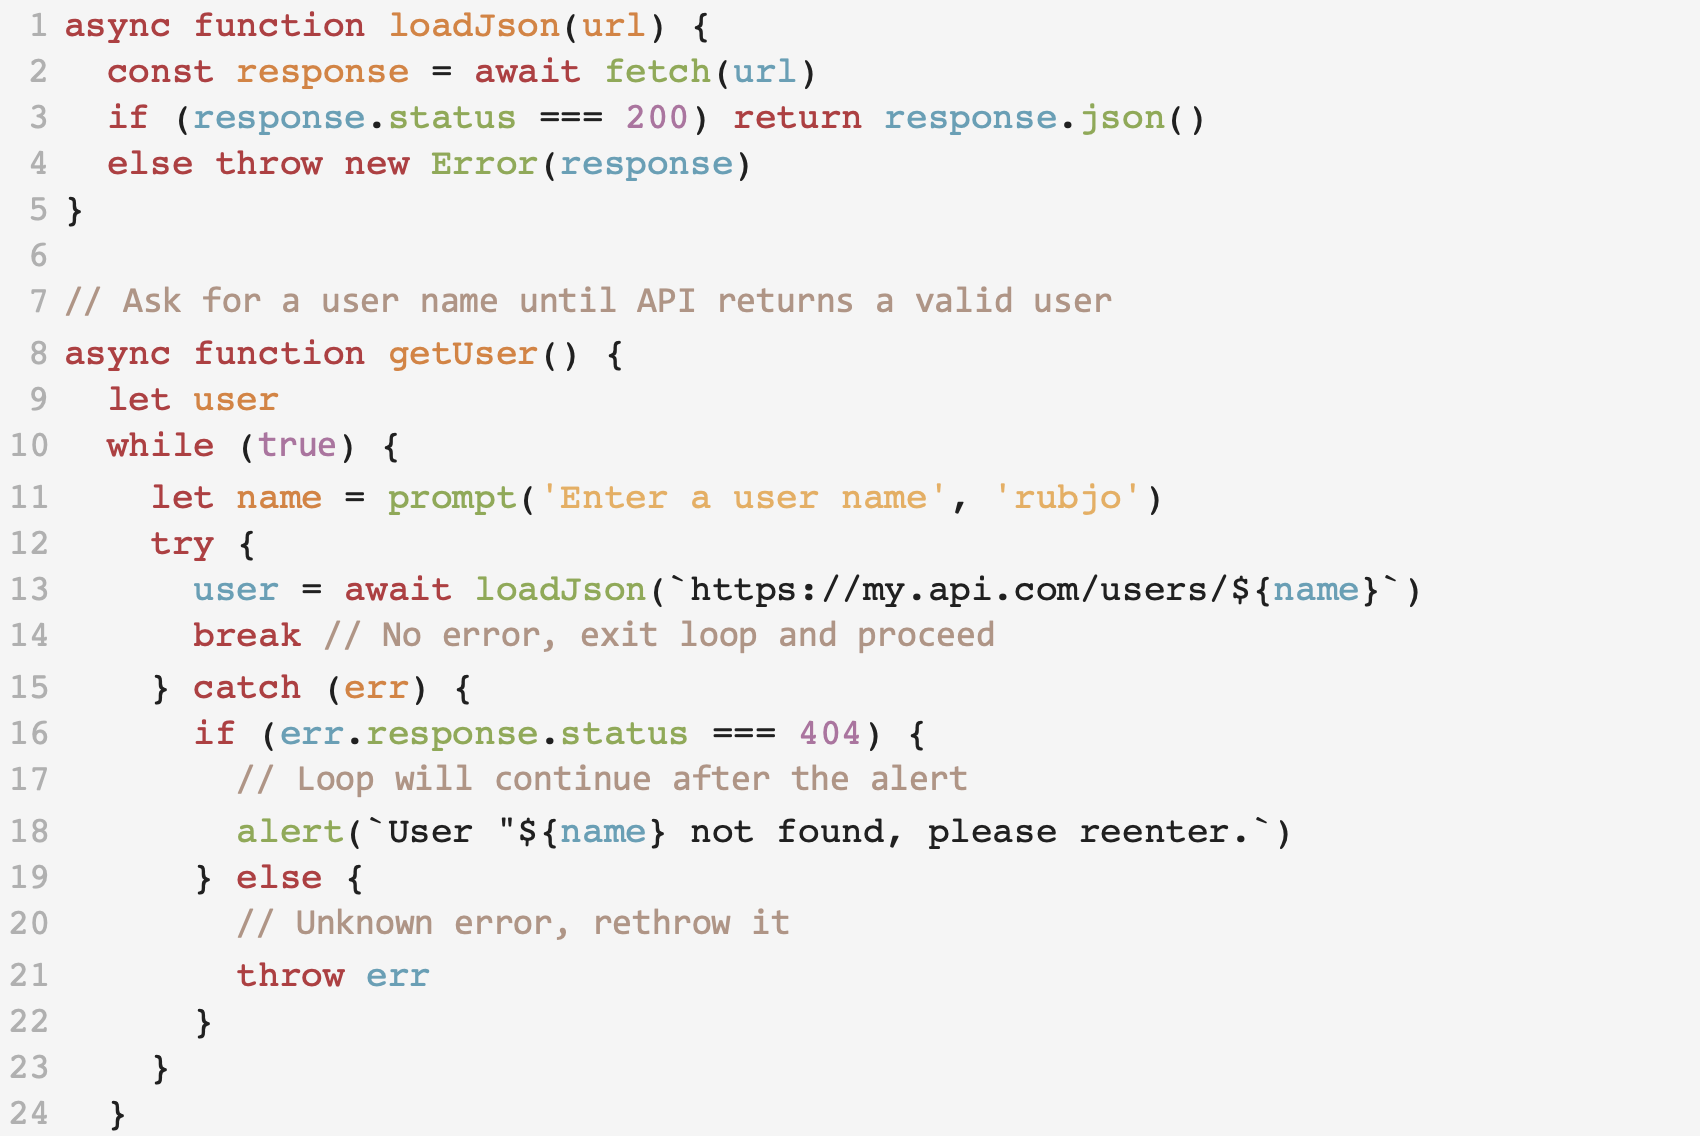 1 async function loadJson(url) {
2   const response = await fetch(url)
3   if (response.status === 200) return response.json()
4   else throw new Error(response)
5 }
6
7 // Ask for a user name until API returns a valid user
8 async function getUser() {
9   let user
10   while (true) {
11     let name = prompt('Enter a user name', 'rubjo')
12     try {
13       user = await loadJson(`https://my.api.com/users/${name}`)
14       break // No error, exit loop and proceed
15     } catch (err) {
16       if (err.response.status === 404) {
17         // Loop will continue after the alert
18         alert(`User "${name} not found, please reenter.`)
19       } else {
20         // Unknown error, rethrow it
21         throw err
22       }
23     }
24   }